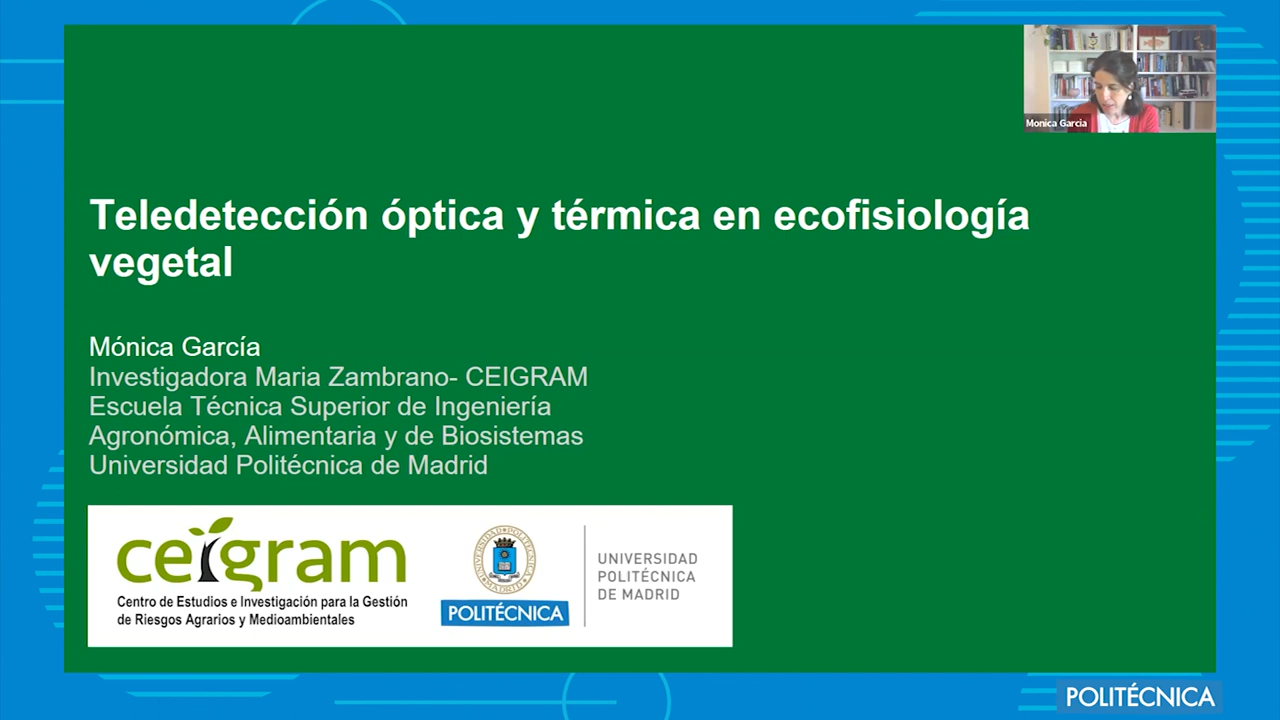 Monica Garcia
Teledetección óptica y térmica en ecofisiología
vegetal
Mónica García
Investigadora Maria Zambrano- CEIGRAM
Escuela Técnica Superior de Ingeniería
Agronómica, Alimentaria y de Biosistemas
Universidad Politécnica de Madrid
ceigram
Centro de Estudios e Investigación para la Gestión
de Riesgos Agrarios y Medioambientales
POLITÉCNICA
UNIVERSIDAD
POLITÉCNICA
DE MADRID
POLITÉCNICA